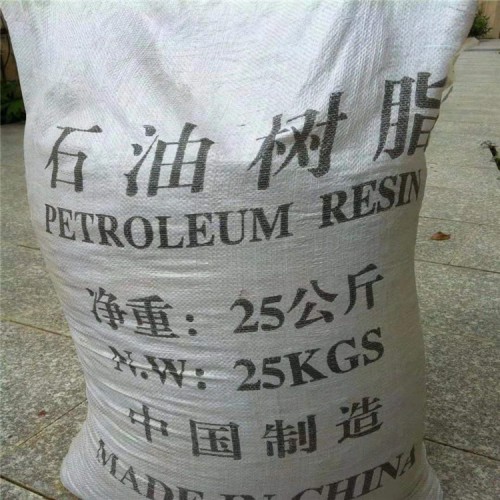 石油树脂
PETROLEUM RESIN
净重：25公斤
N.W：25KGS
中国制造
MADE IN CHINA